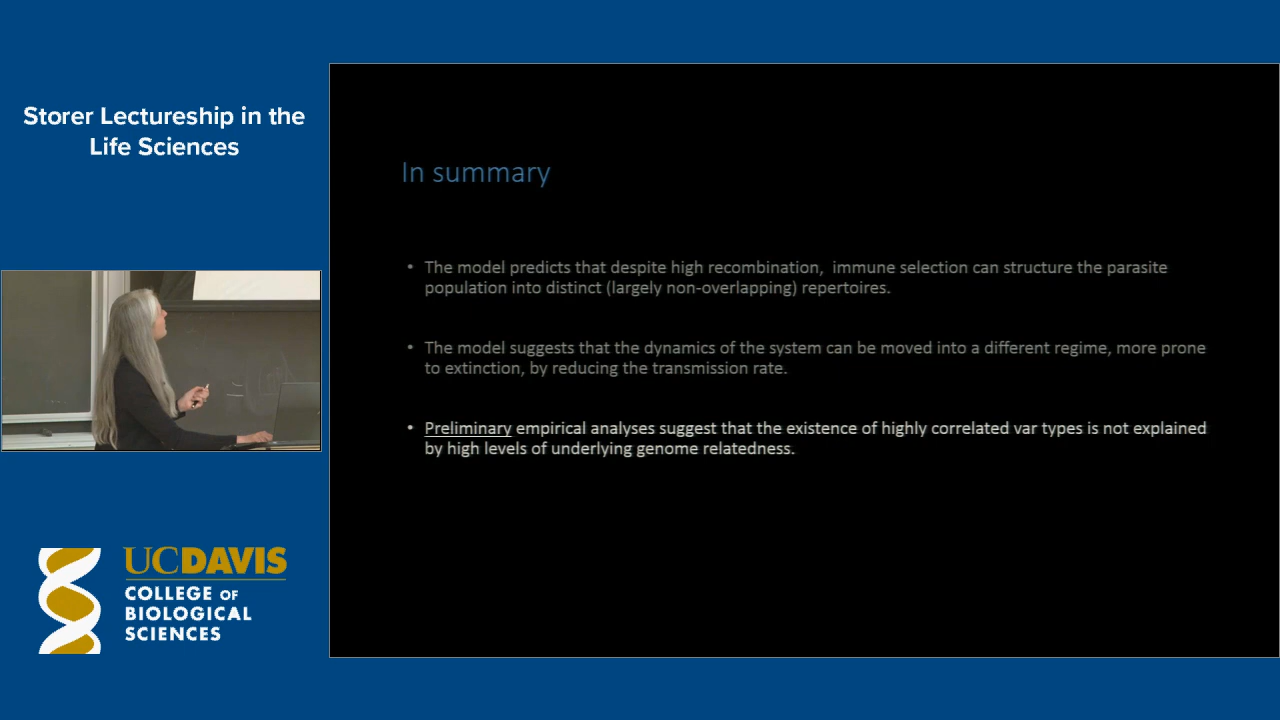 Storer Lectureship in the
Life Sciences
In summary
• The model predicts that despite high recombination,  immune selection can structure the parasite
population into distinct (largely non-overlapping) repertoires.
• The model suggests that the dynamics of the system can be moved into a different regime, more prone
to extinction, by reducing the transmission rate.
• Preliminary empirical analyses suggest that the existence of highly correlated var types is not explained
by high levels of underlying genome relatedness.
UCDAVIS
COLLEGE OF
BIOLOGICAL
SCIENCES